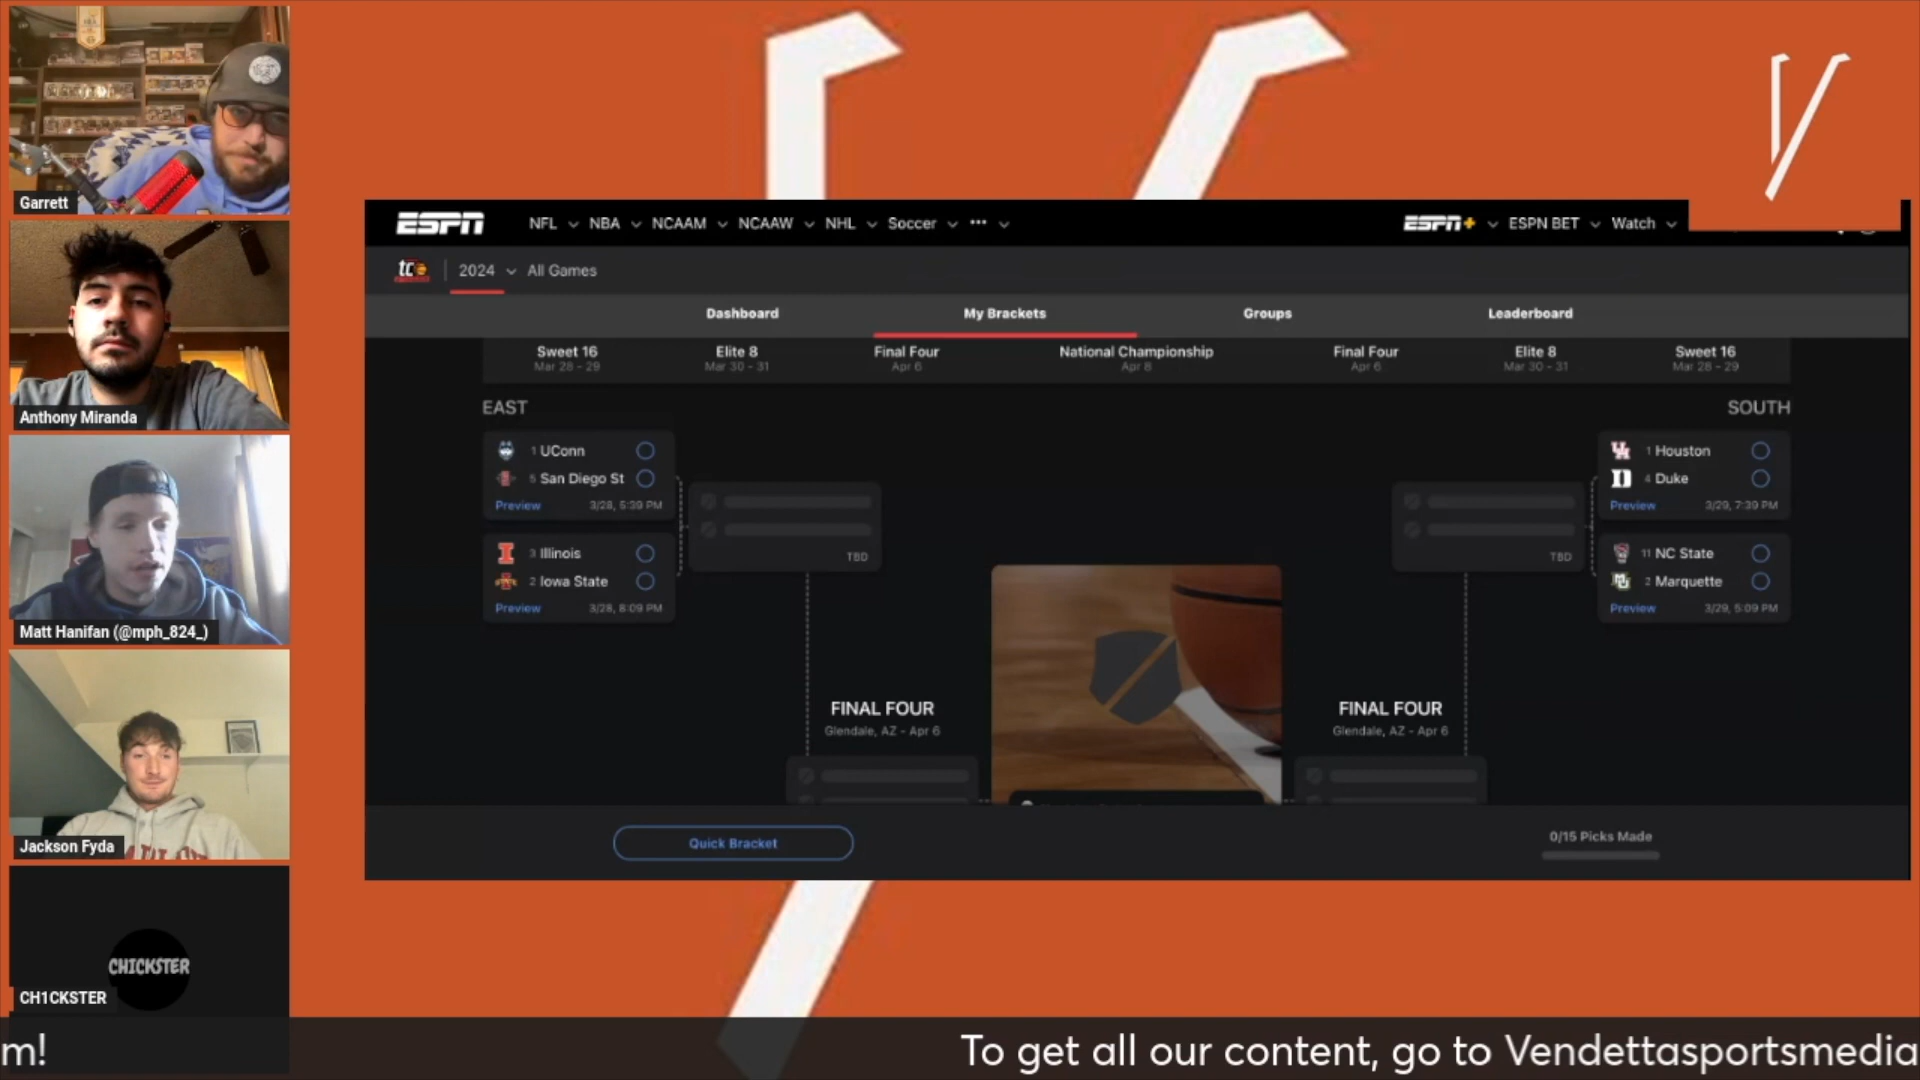 Garrett
Anthony Miranda
Matt Hanifan (@mph_824_)
Jackson Fyda
CHICKSTER
CH1CKSTER
ESPN NFL NBA NCAAM NCAAW NHL Soccer ••• ESPN+ ESPN BET Watch
tc 2024 All Games
Dashboard My Brackets Groups Leaderboard
Sweet 16 Elite 8 Final Four National Championship Final Four Elite 8 Sweet 16
Mar 28 - 29 Mar 30 - 31 Apr 6 Apr 8 Apr 6 Mar 30 - 31 Mar 28 - 29
EAST SOUTH
1 UConn
5 San Diego St
Preview 3/28, 5:39 PM
3 Illinois
2 Iowa State
Preview 3/28, 8:09 PM
TBD
1 Houston
4 Duke
Preview 3/29, 7:39 PM
11 NC State
2 Marquette
Preview 3/29, 5:09 PM
TBD
FINAL FOUR
Glendale, AZ - Apr 6
FINAL FOUR
Glendale, AZ - Apr 6
Quick Bracket
0/15 Picks Made
m! To get all our content, go to Vendettasportsmedia